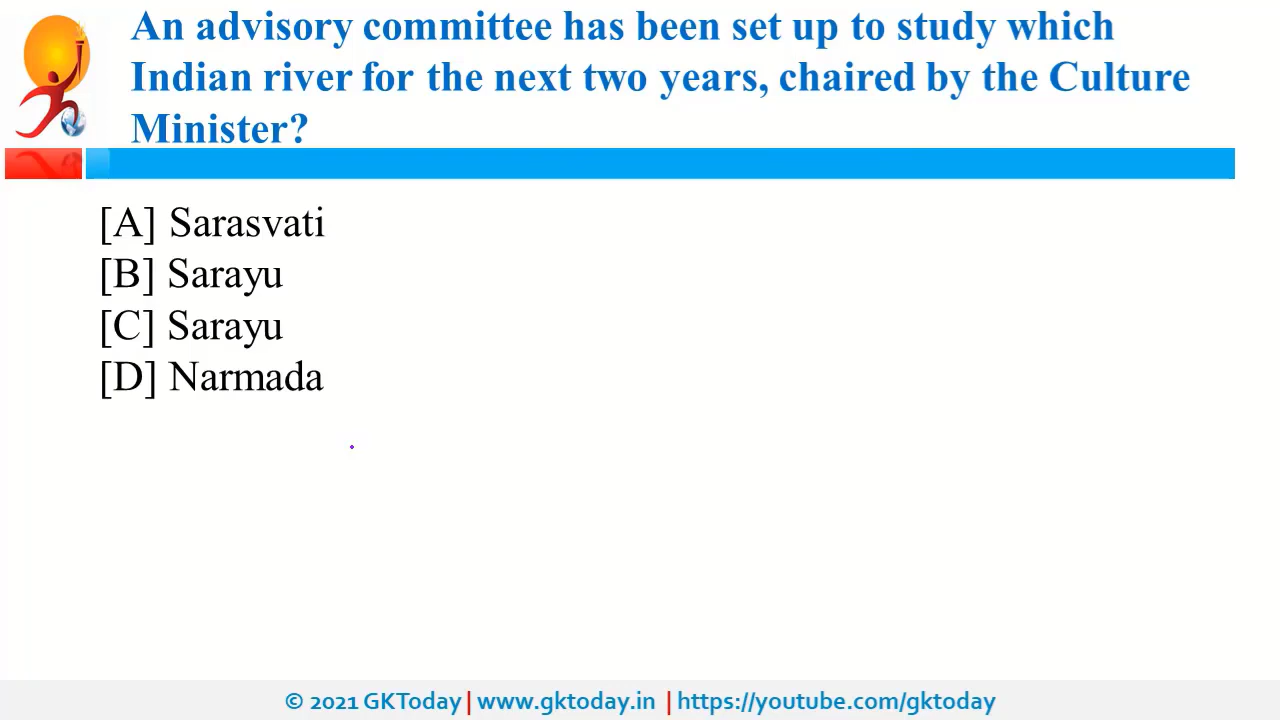 An advisory committee has been set up to study which
Indian river for the next two years, chaired by the Culture
Minister?
[A] Sarasvati
[B] Sarayu
[C] Sarayu
[D] Narmada
© 2021 GKToday | www.gktoday.in | https://youtube.com/gktoday